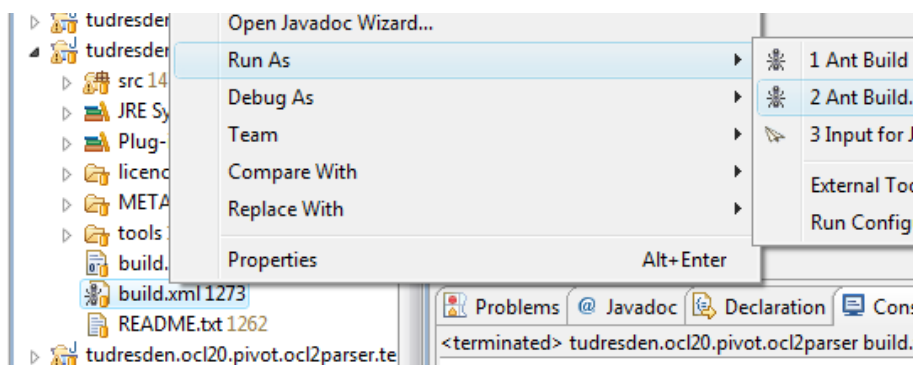 tudresden
Open Javadoc Wizard...
tudresden
Run As
1 Ant Build
src 14
Debug As
2 Ant Build.
JRE Sy
Team
3 Input for J
Plug-
Compare With
licenc
External Too
META
Replace With
Run Config
tools
build.
Properties Alt+Enter
build.xml 1273
Problems @ Javadoc Declaration Cons
README.txt 1262
<terminated> tudresden.ocl20.pivot.ocl2parser build.
tudresden.ocl20.pivot.ocl2parser.te